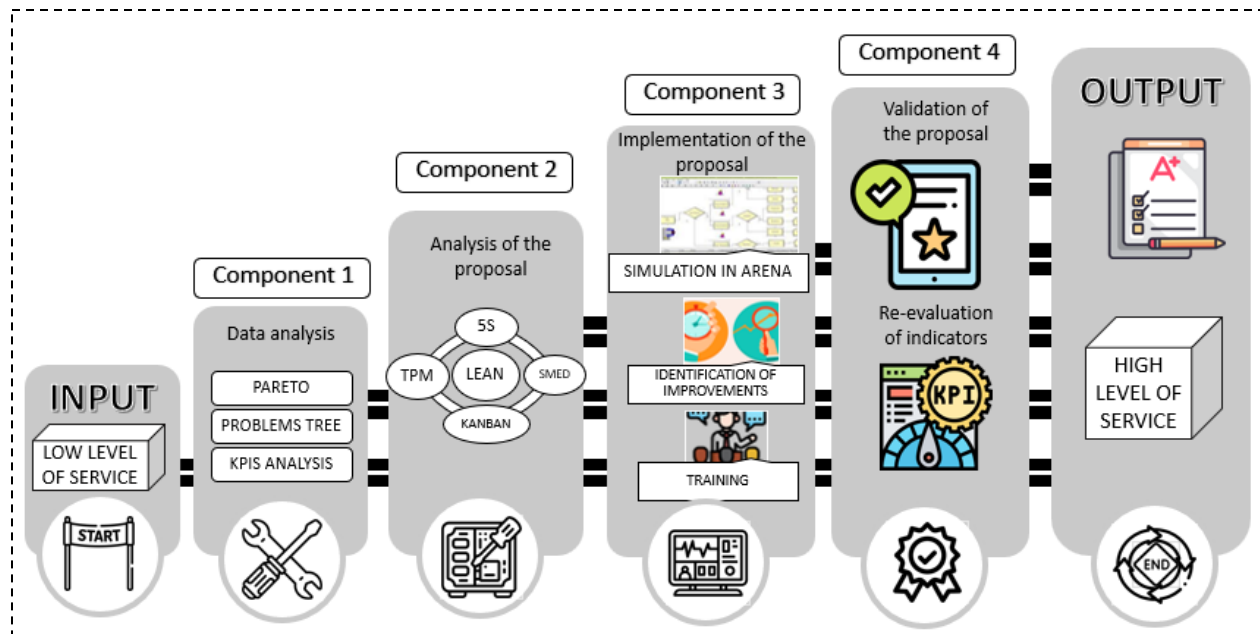 INPUT
LOW LEVEL
OF SERVICE
START
Component 1
Data analysis
PARETO
PROBLEMS TREE
KPIS ANALYSIS
Component 2
Analysis of the
proposal
5S
TPM
LEAN
SMED
KANBAN
Component 3
Implementation of the
proposal
SIMULATION IN ARENA
IDENTIFICATION OF
IMPROVEMENTS
TRAINING
Component 4
Validation of
the proposal
Re-evaluation
of indicators
KPI
OUTPUT
A+
HIGH
LEVEL OF
SERVICE
END